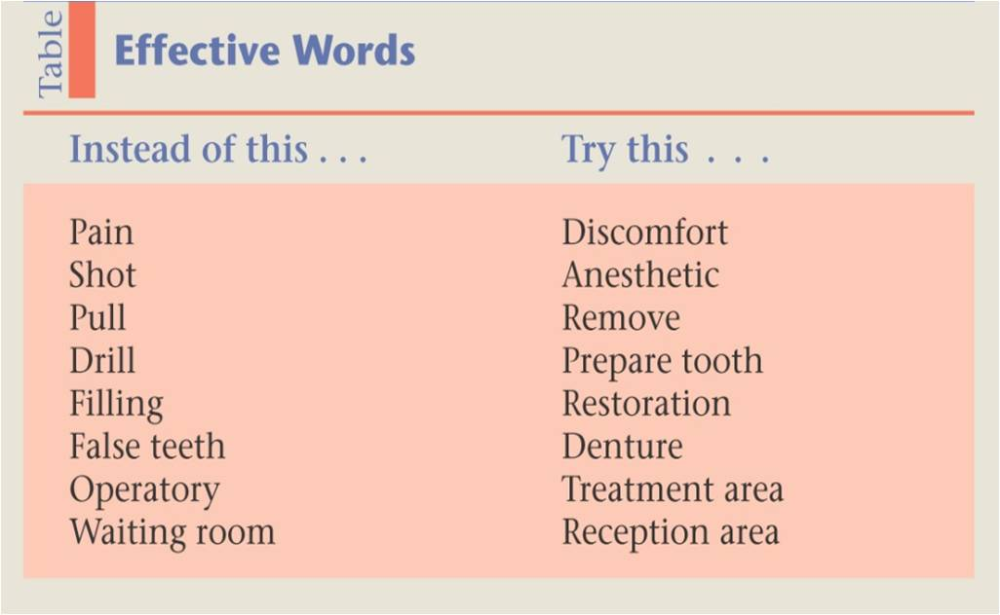 Table
Effective Words
Instead of this . . . Try this . . .
Pain Discomfort
Shot Anesthetic
Pull Remove
Drill Prepare tooth
Filling Restoration
False teeth Denture
Operatory Treatment area
Waiting room Reception area